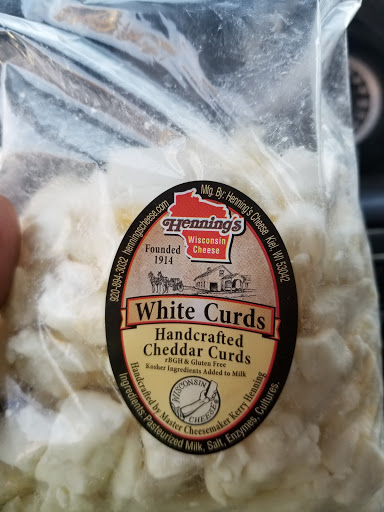 920-894-3032 henningscheese.com
Mfg. By: Henning's Cheese Kiel, WI 53042
Henning's
Wisconsin
Cheese
Founded
1914
White Curds
Handcrafted
Cheddar Curds
rBGH & Gluten Free
Kosher Ingredients Added to Milk
WISCONSIN
CHEESE
Handcrafted by Master Cheesemaker Kerry Henning
Ingredients: Pasteurized Milk, Salt, Enzymes, Cultures.